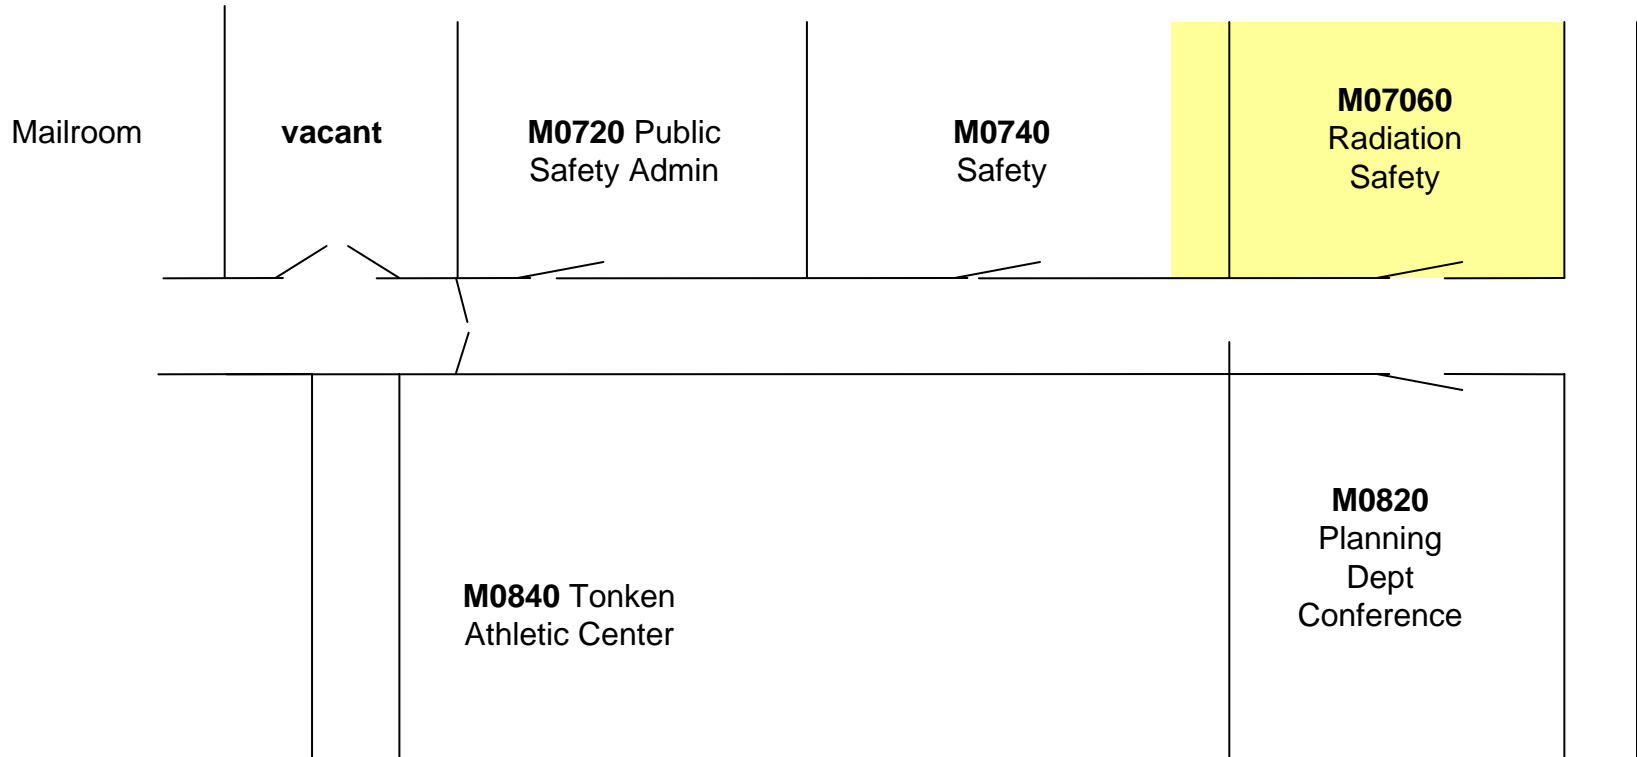 Mailroom
vacant
M0720 Public
Safety Admin
M0740
Safety
M07060
Radiation
Safety
M0840 Tonken
Athletic Center
M0820
Planning
Dept
Conference